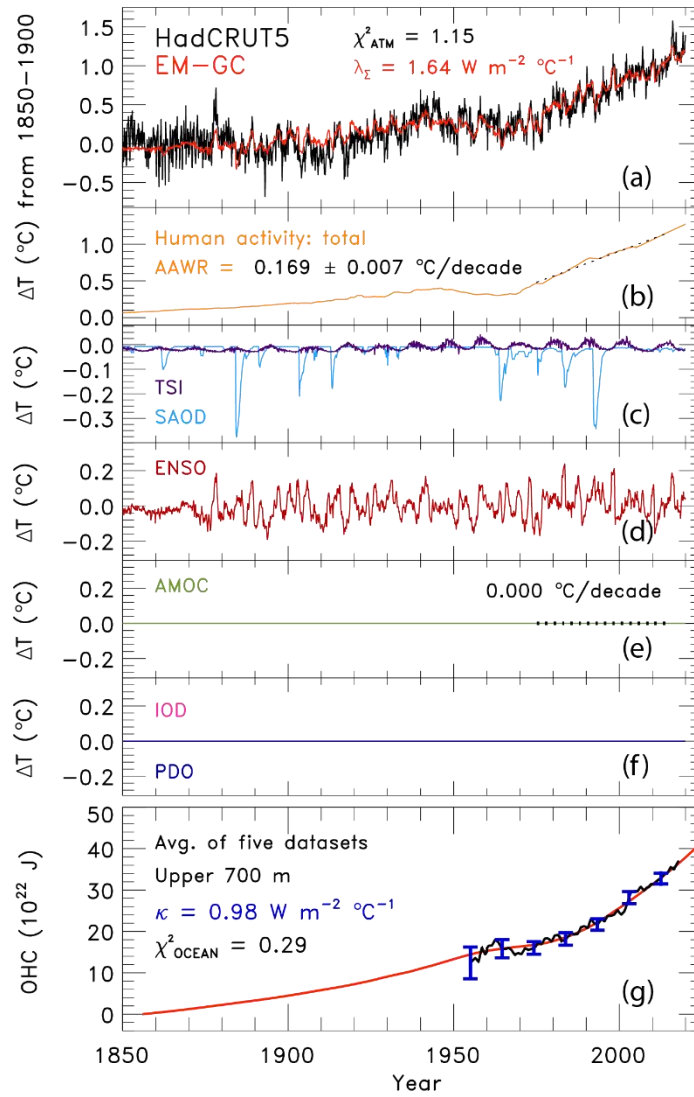 HadCRUT5
χ²ATM = 1.15
EM−GC
λΣ = 1.64 W m⁻² °C⁻¹
ΔT (°C) from 1850−1900
1.5
1.0
0.5
0.0
−0.5
(a)
Human activity: total
AAWR = 0.169 ± 0.007 °C/decade
ΔT (°C)
1.0
0.5
0.0
(b)
ΔT (°C)
0.0
−0.1
−0.2
−0.3
TSI
SAOD
(c)
ΔT (°C)
0.2
0.0
−0.2
ENSO
(d)
ΔT (°C)
0.2
0.0
−0.2
AMOC
0.000 °C/decade
(e)
ΔT (°C)
0.2
0.0
−0.2
IOD
PDO
(f)
OHC (10²² J)
50
40
30
20
10
0
Avg. of five datasets
Upper 700 m
κ = 0.98 W m⁻² °C⁻¹
χ²OCEAN = 0.29
(g)
1850 1900 1950 2000
Year